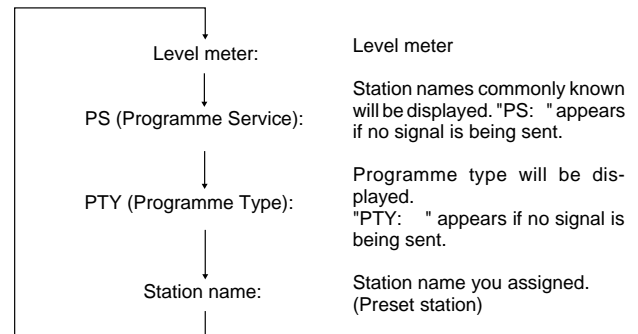 Level meter:
Level meter
PS (Programme Service):
Station names commonly known
will be displayed. "PS:  " appears
if no signal is being sent.
PTY (Programme Type):
Programme type will be dis-
played.
"PTY:    " appears if no signal is
being sent.
Station name:
Station name you assigned.
(Preset station)